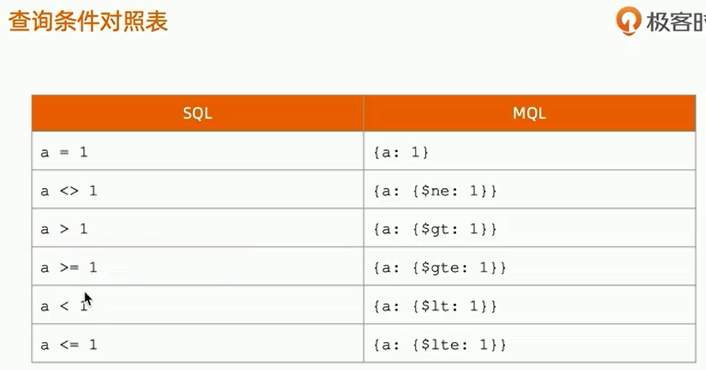 查询条件对照表
极客时
SQL MQL
a = 1 {a: 1}
a <> 1 {a: {$ne: 1}}
a > 1 {a: {$gt: 1}}
a >= 1 {a: {$gte: 1}}
a < 1 {a: {$lt: 1}}
a <= 1 {a: {$lte: 1}}